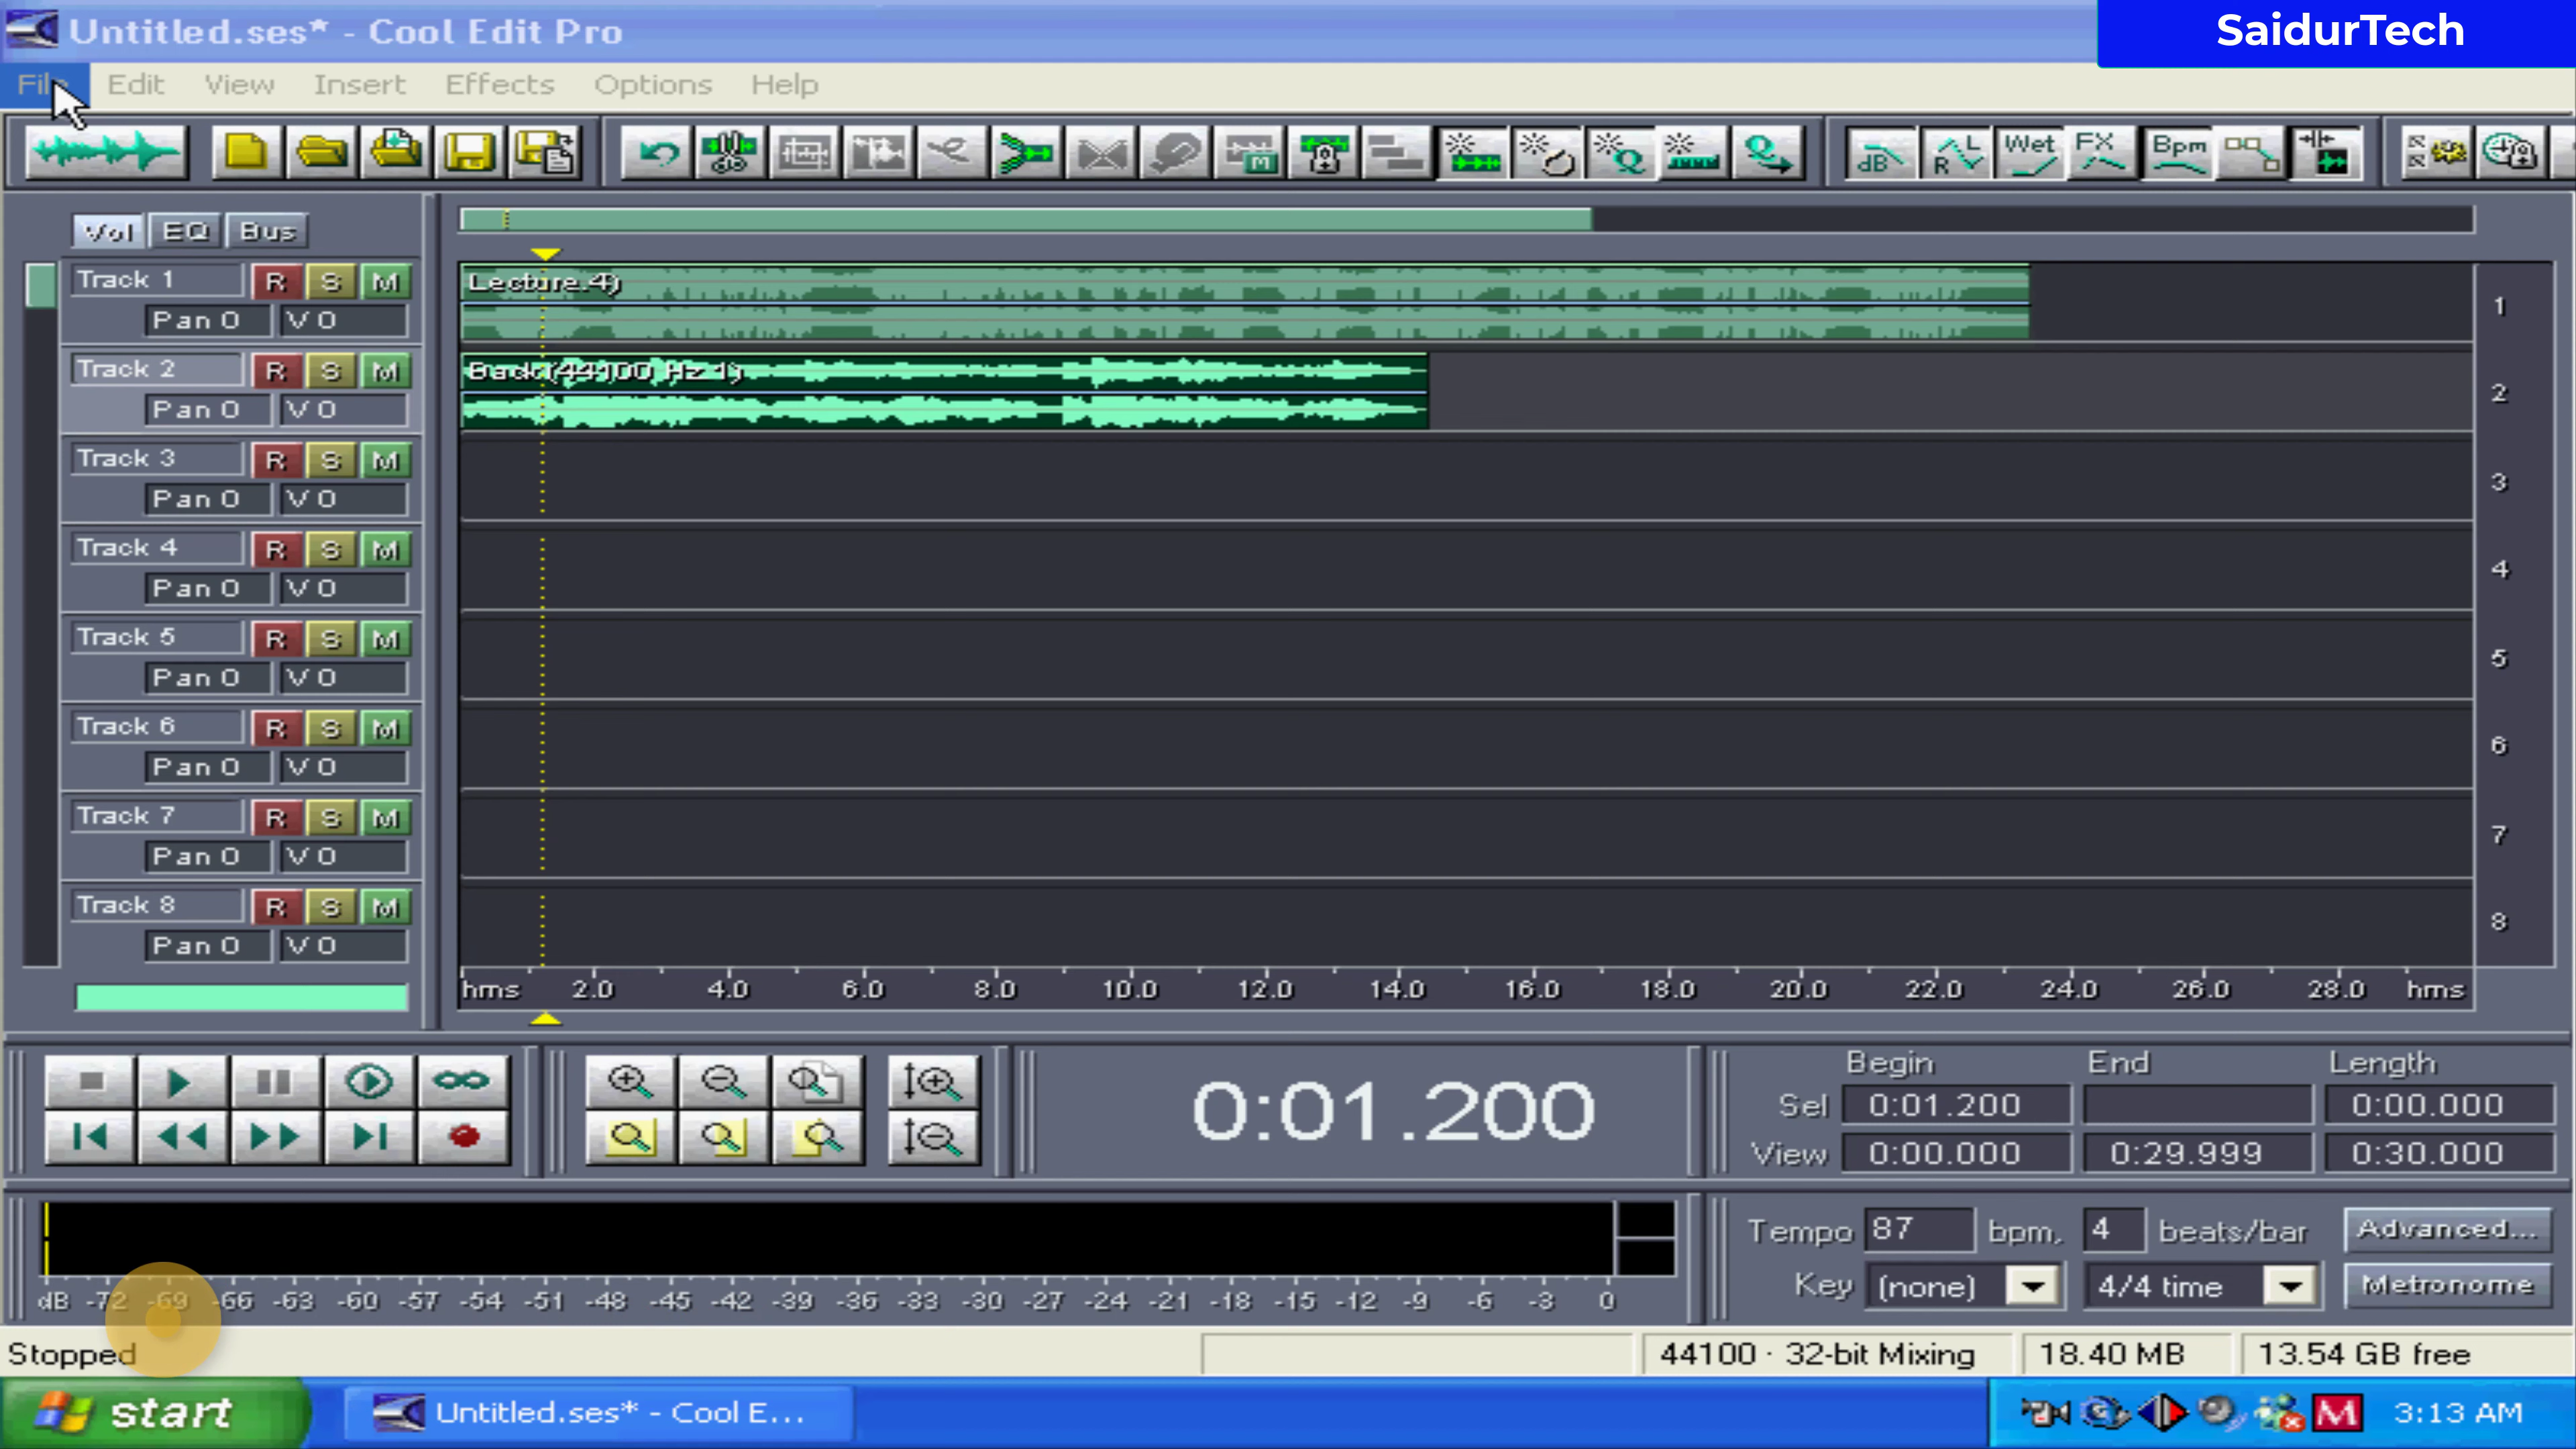 Untitled.ses* - Cool Edit Pro
SaidurTech
File Edit View Insert Effects Options Help
dB R L Wet FX Bpm
Vol EQ Bus
Track 1 R S M
Lecture.4)
1
Pan 0 V 0
Track 2 R S M
Back (44100 Hz 1)
2
Pan 0 V 0
Track 3 R S M
3
Pan 0 V 0
Track 4 R S M
4
Pan 0 V 0
Track 5 R S M
5
Pan 0 V 0
Track 6 R S M
6
Pan 0 V 0
Track 7 R S M
7
Pan 0 V 0
Track 8 R S M
8
Pan 0 V 0
hms 2.0 4.0 6.0 8.0 10.0 12.0 14.0 16.0 18.0 20.0 22.0 24.0 26.0 28.0 hms
0:01.200
Begin End Length
Sel 0:01.200 0:00.000
View 0:00.000 0:29.999 0:30.000
Tempo 87 bpm, 4 beats/bar Advanced...
Key (none) 4/4 time Metronome
dB -72 -69 -66 -63 -60 -57 -54 -51 -48 -45 -42 -39 -36 -33 -30 -27 -24 -21 -18 -15 -12 -9 -6 -3 0
Stopped 44100 · 32-bit Mixing 18.40 MB 13.54 GB free
start Untitled.ses* - Cool E... M 3:13 AM